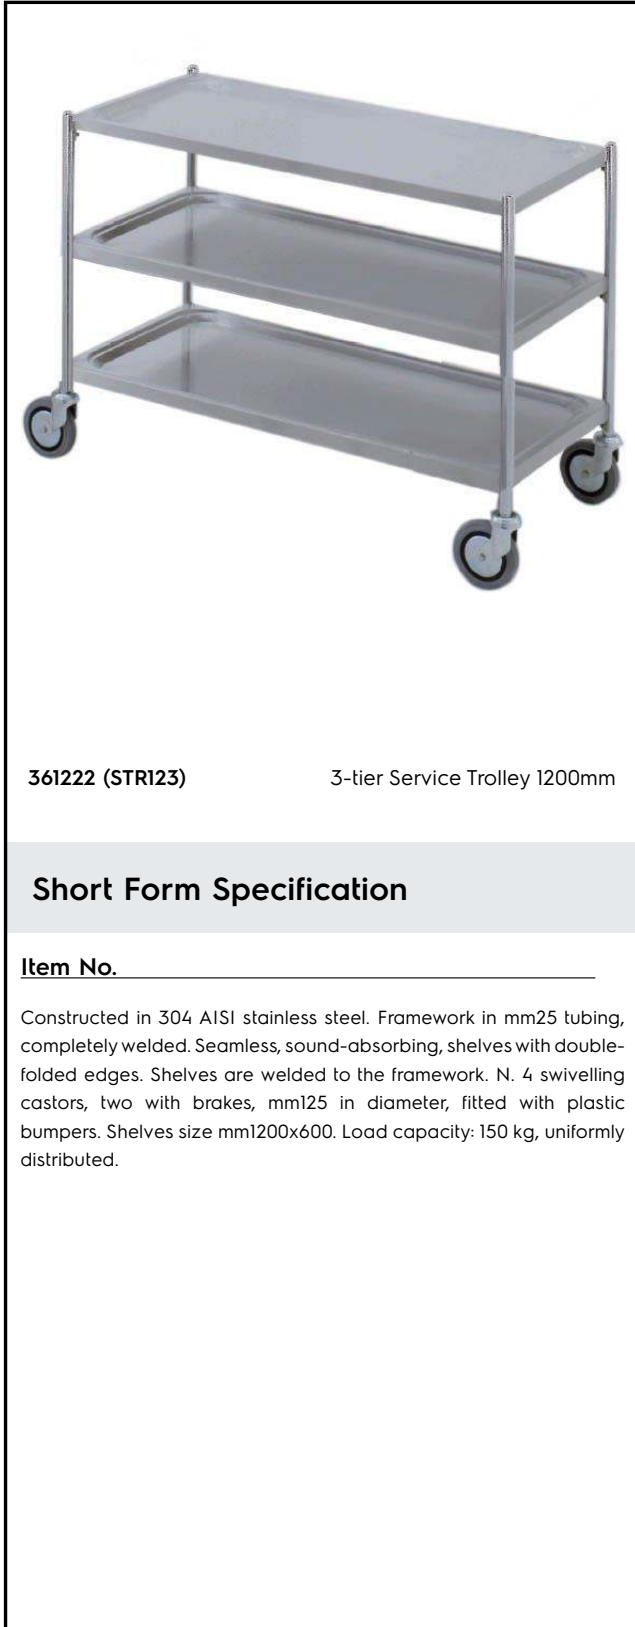 361222 (STR123) 3-tier Service Trolley 1200mm
Short Form Specification
Item No.
Constructed in 304 AISI stainless steel. Framework in mm25 tubing,
completely welded. Seamless, sound-absorbing, shelves with double-
folded edges. Shelves are welded to the framework. N. 4 swivelling
castors, two with brakes, mm125 in diameter, fitted with plastic
bumpers. Shelves size mm1200x600. Load capacity: 150 kg, uniformly
distributed.